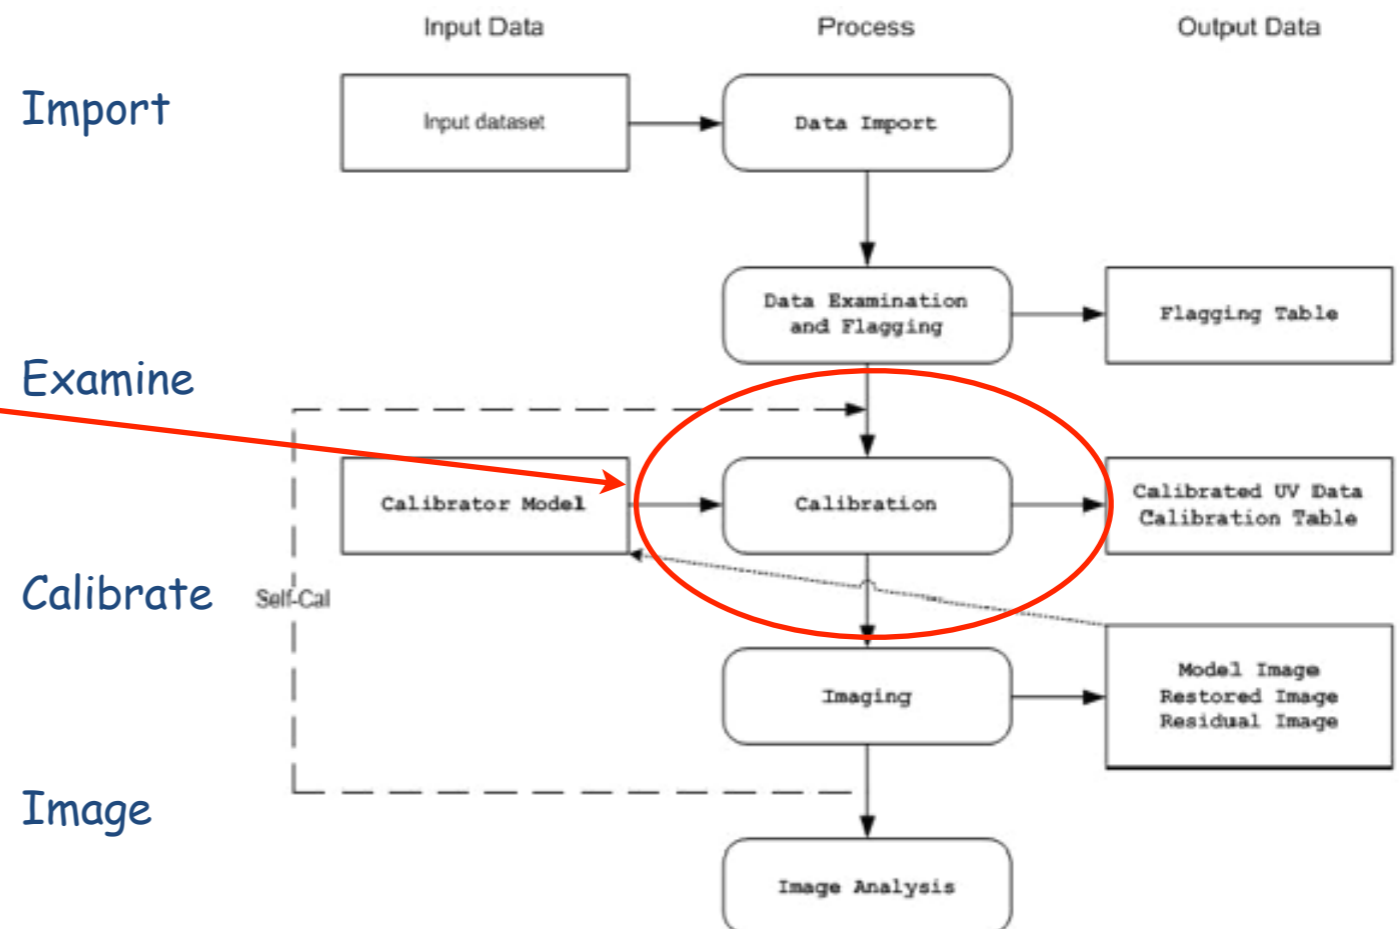 Input Data
Process
Output Data
Import
Input dataset
Data Import
Data Examination
and Flagging
Flagging Table
Examine
Calibrator Model
Calibration
Calibrated UV Data
Calibration Table
Calibrate
Self-Cal
Imaging
Model Image
Restored Image
Residual Image
Image
Image Analysis